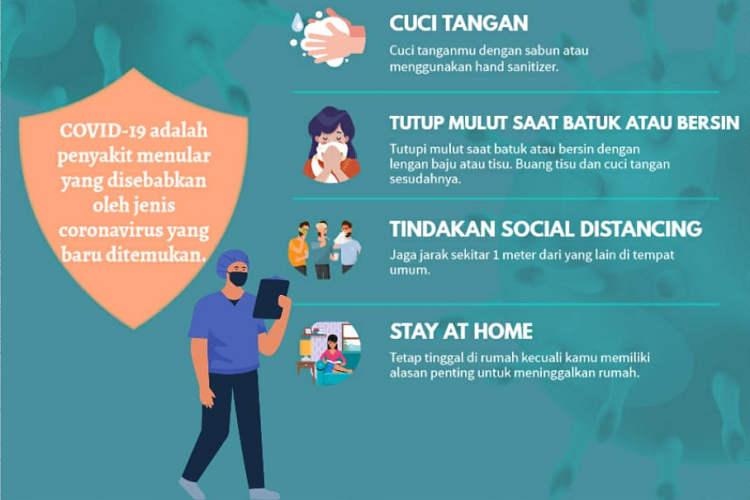 COVID-19 adalah
penyakit menular
yang disebabkan
oleh jenis
coronavirus yang
baru ditemukan.
CUCI TANGAN
Cuci tanganmu dengan sabun atau
menggunakan hand sanitizer.
TUTUP MULUT SAAT BATUK ATAU BERSIN
Tutupi mulut saat batuk atau bersin dengan
lengan baju atau tisu. Buang tisu dan cuci tangan
sesudahnya.
TINDAKAN SOCIAL DISTANCING
Jaga jarak sekitar 1 meter dari yang lain di tempat
umum.
STAY AT HOME
Tetap tinggal di rumah kecuali kamu memiliki
alasan penting untuk meninggalkan rumah.